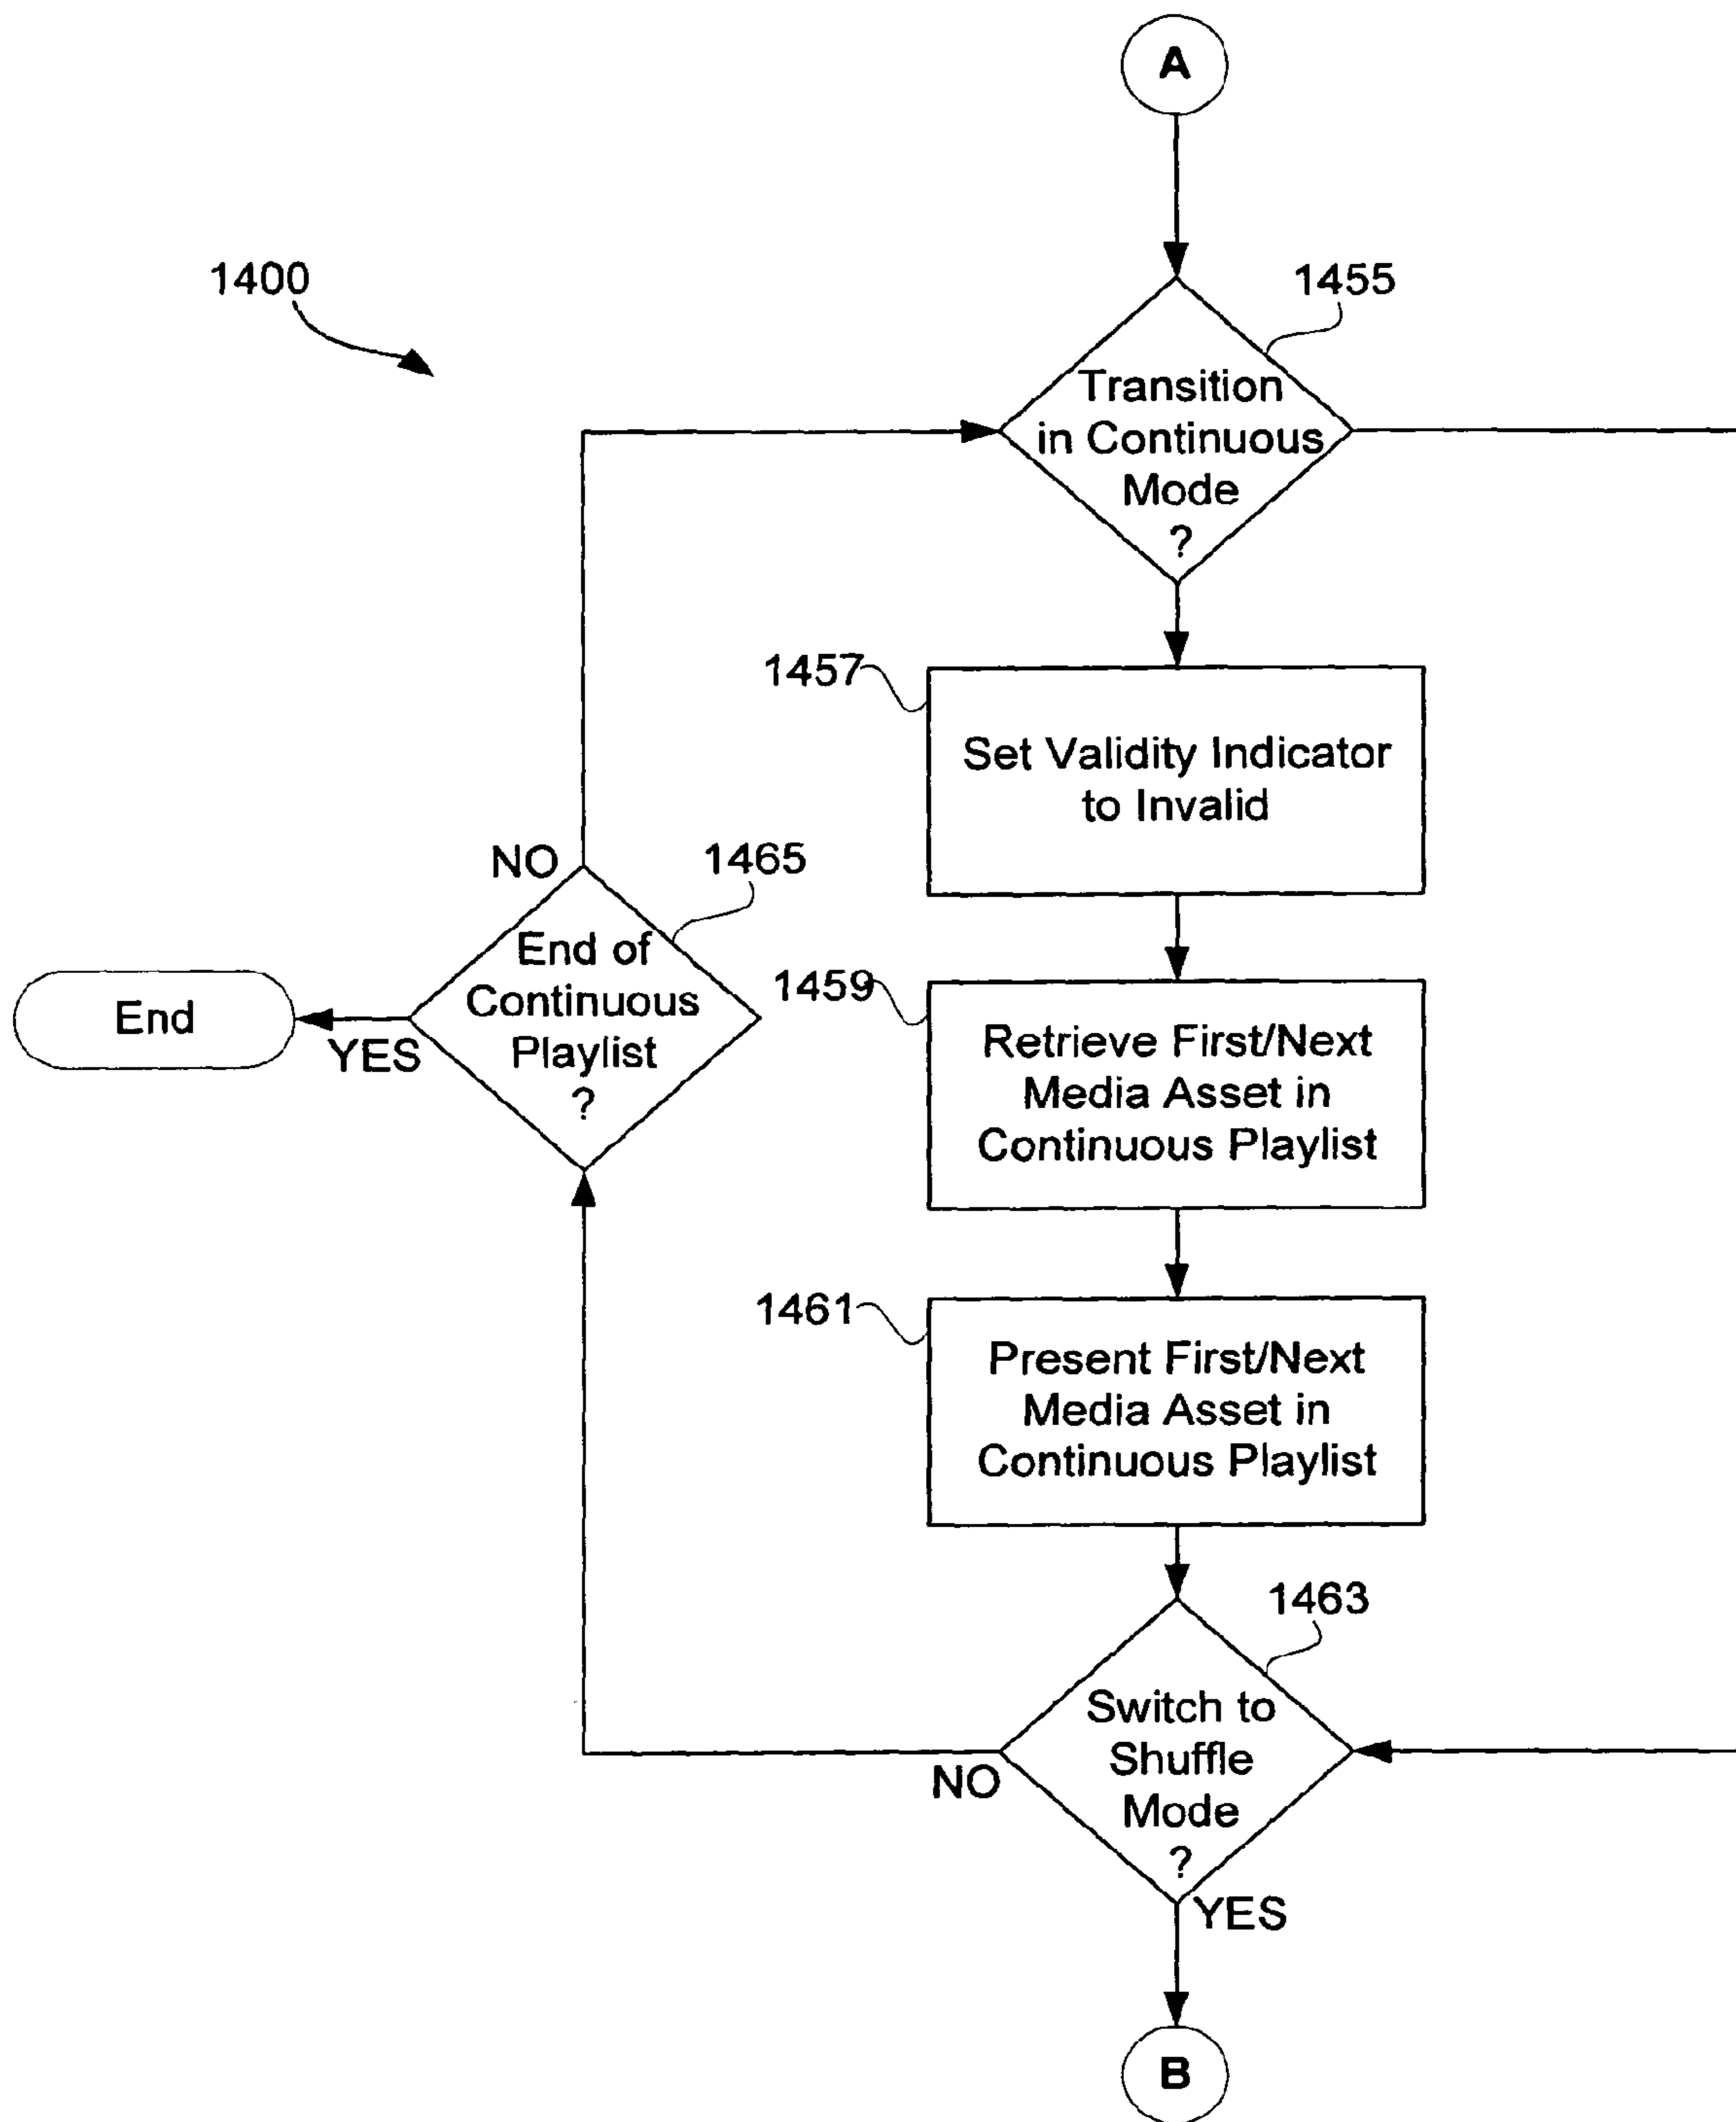 A
1400
1455
Transition
in Continuous
Mode
?
1457
Set Validity Indicator
to Invalid
NO
1465
End of
Continuous
Playlist
?
End
YES
1459
Retrieve First/Next
Media Asset in
Continuous Playlist
1461
Present First/Next
Media Asset in
Continuous Playlist
1463
Switch to
Shuffle
Mode
?
NO
YES
B